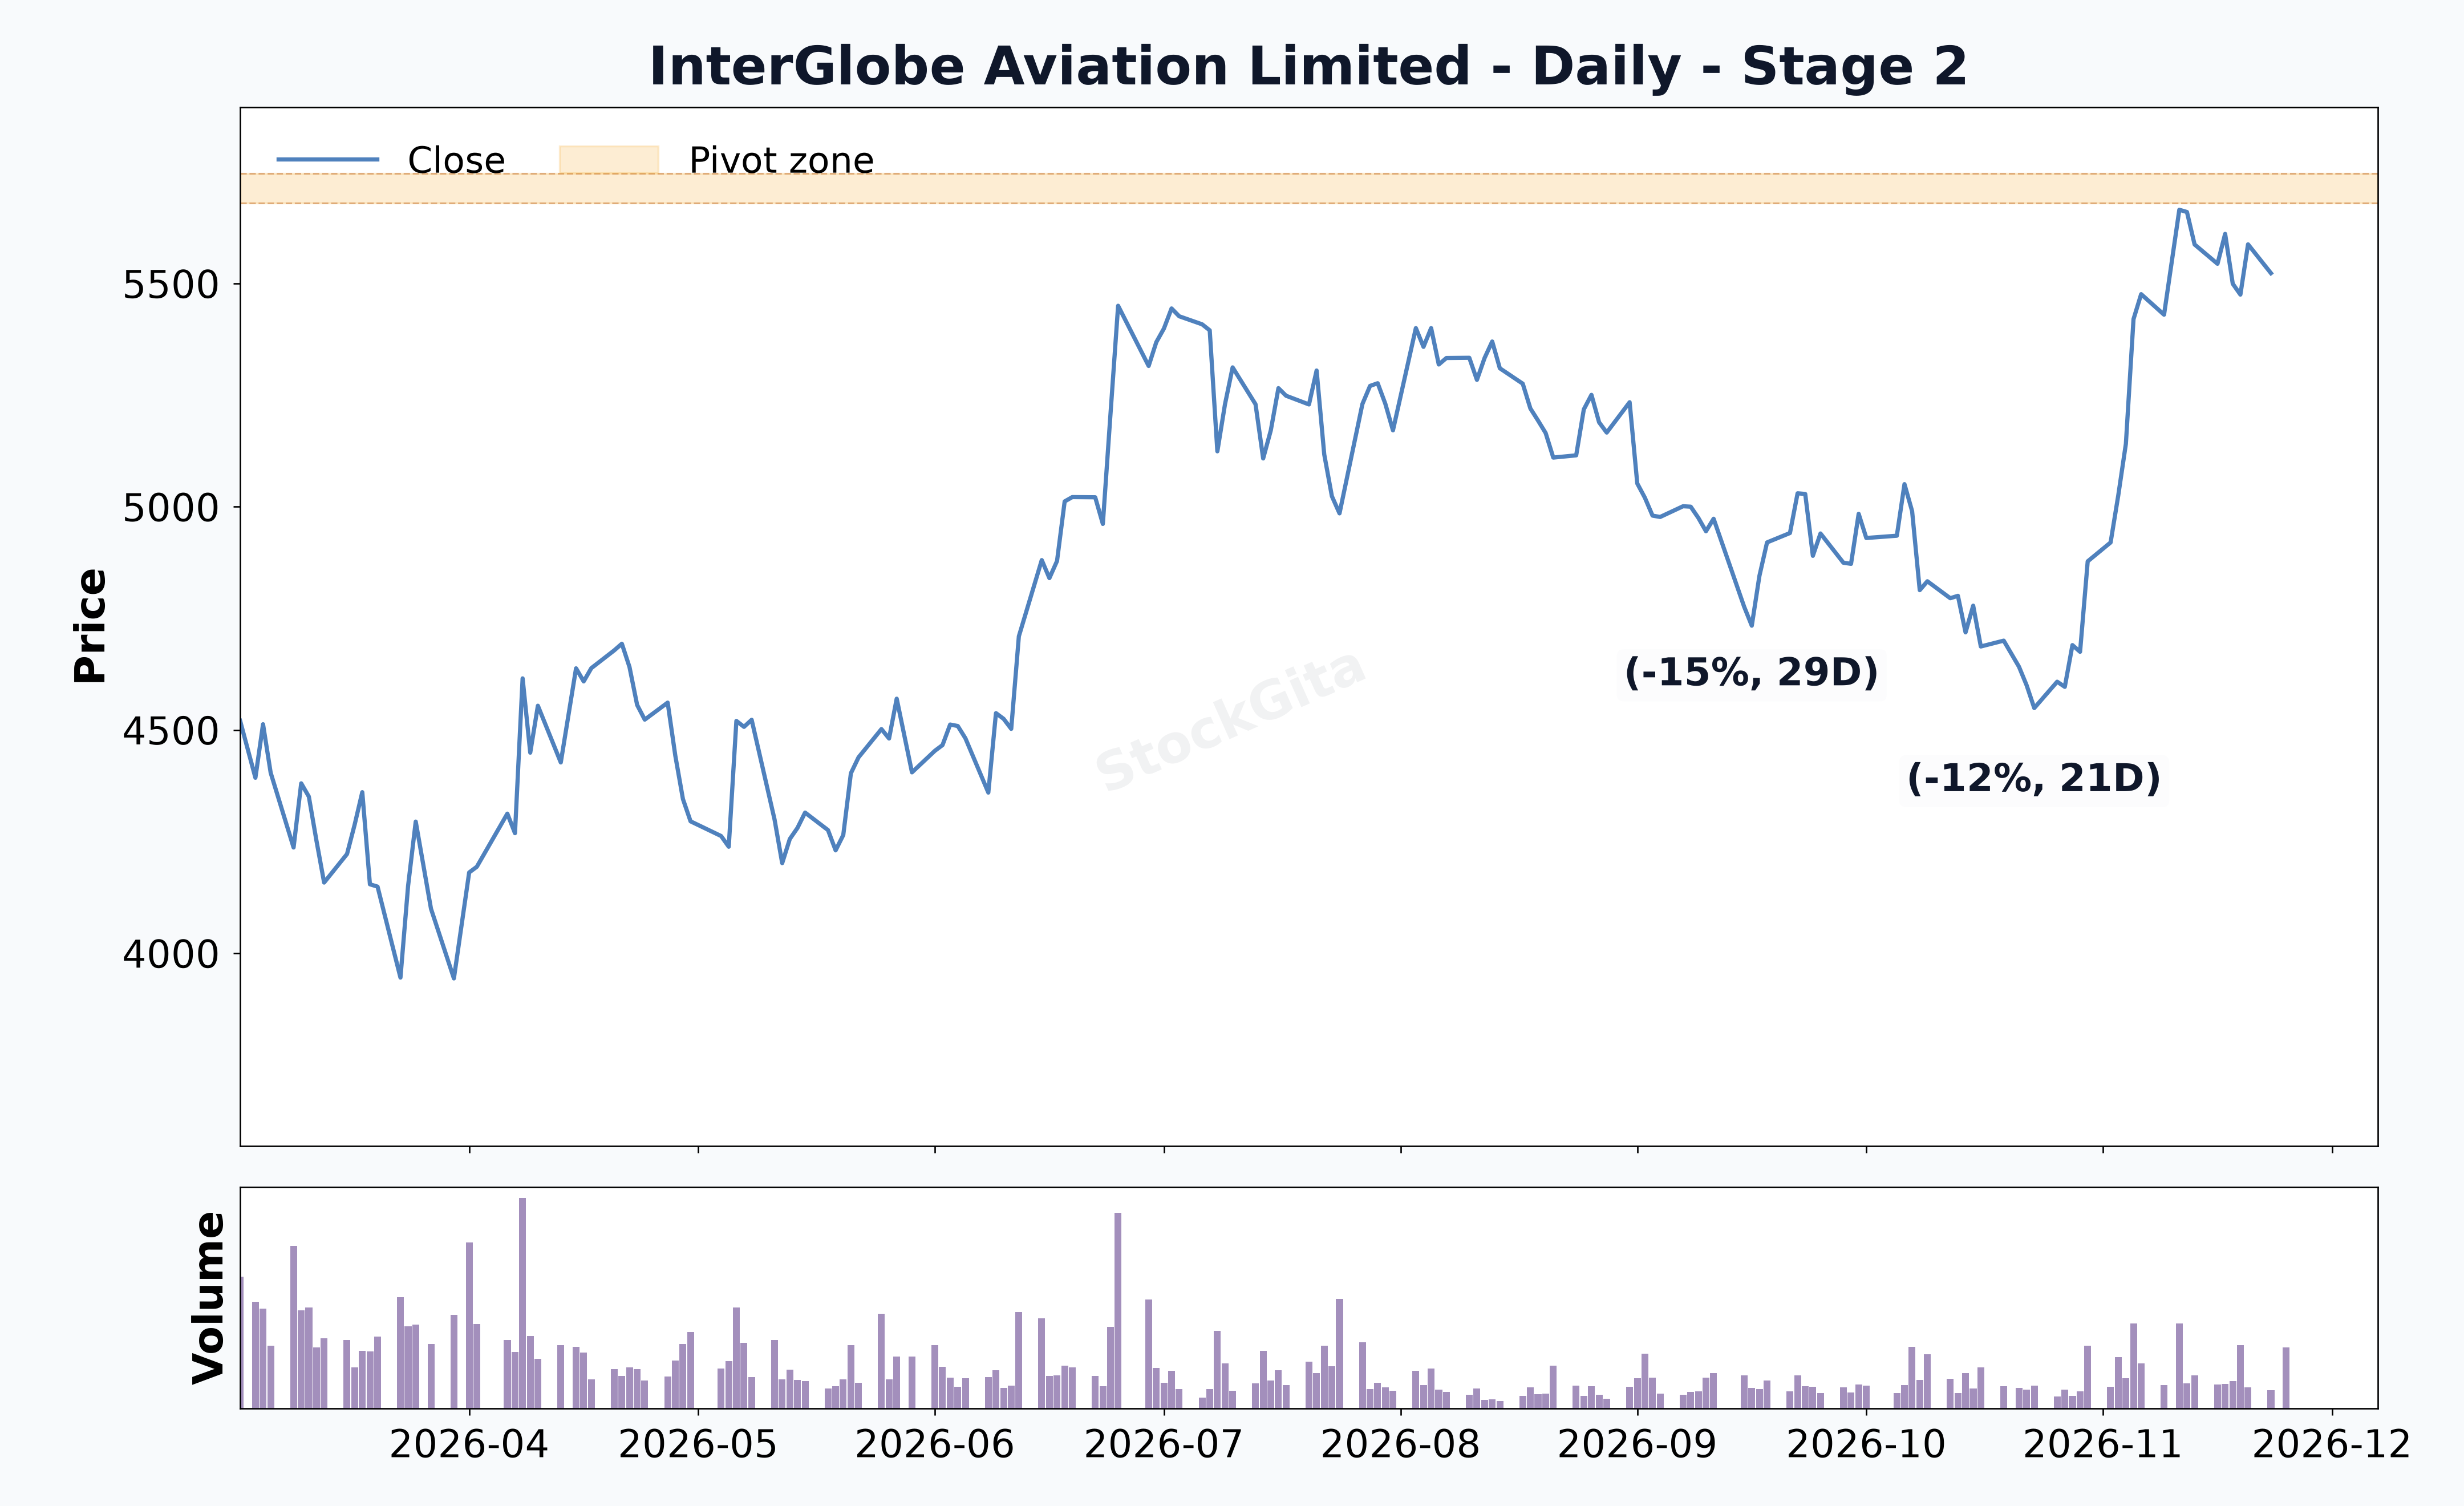 InterGlobe Aviation Limited - Daily - Stage 2
Close
Pivot zone
Price
5500
5000
4500
4000
StockGita
(-15%, 29D)
(-12%, 21D)
Volume
2026-04
2026-05
2026-06
2026-07
2026-08
2026-09
2026-10
2026-11
2026-12